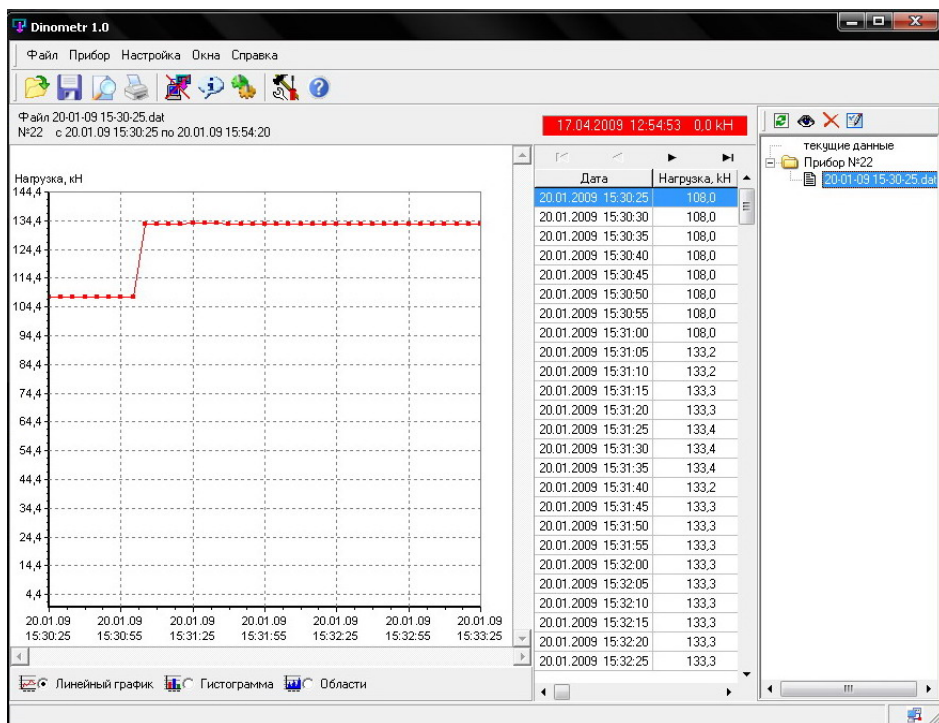 Dinometr 1.0
Файл Прибор Настройка Окна Справка
Файл 20-01-09 15-30-25.dat
№22 с 20.01.09 15:30:25 по 20.01.09 15:54:20
17.04.2009 12:54:53 0,0 kH
Нагрузка, кН
144,4
134,4
124,4
114,4
104,4
94,4
84,4
74,4
64,4
54,4
44,4
34,4
24,4
14,4
4,4
20.01.09 20.01.09 20.01.09 20.01.09 20.01.09 20.01.09 20.01.09
15:30:25 15:30:55 15:31:25 15:31:55 15:32:25 15:32:55 15:33:25
Линейный график Гистограмма Области
Дата Нагрузка, кН
20.01.2009 15:30:25 108,0
20.01.2009 15:30:30 108,0
20.01.2009 15:30:35 108,0
20.01.2009 15:30:40 108,0
20.01.2009 15:30:45 108,0
20.01.2009 15:30:50 108,0
20.01.2009 15:30:55 108,0
20.01.2009 15:31:00 108,0
20.01.2009 15:31:05 133,2
20.01.2009 15:31:10 133,2
20.01.2009 15:31:15 133,3
20.01.2009 15:31:20 133,3
20.01.2009 15:31:25 133,4
20.01.2009 15:31:30 133,4
20.01.2009 15:31:35 133,4
20.01.2009 15:31:40 133,2
20.01.2009 15:31:45 133,3
20.01.2009 15:31:50 133,3
20.01.2009 15:31:55 133,3
20.01.2009 15:32:00 133,3
20.01.2009 15:32:05 133,3
20.01.2009 15:32:10 133,3
20.01.2009 15:32:15 133,3
20.01.2009 15:32:20 133,3
20.01.2009 15:32:25 133,3
текущие данные
Прибор №22
20-01-09 15-30-25.dat